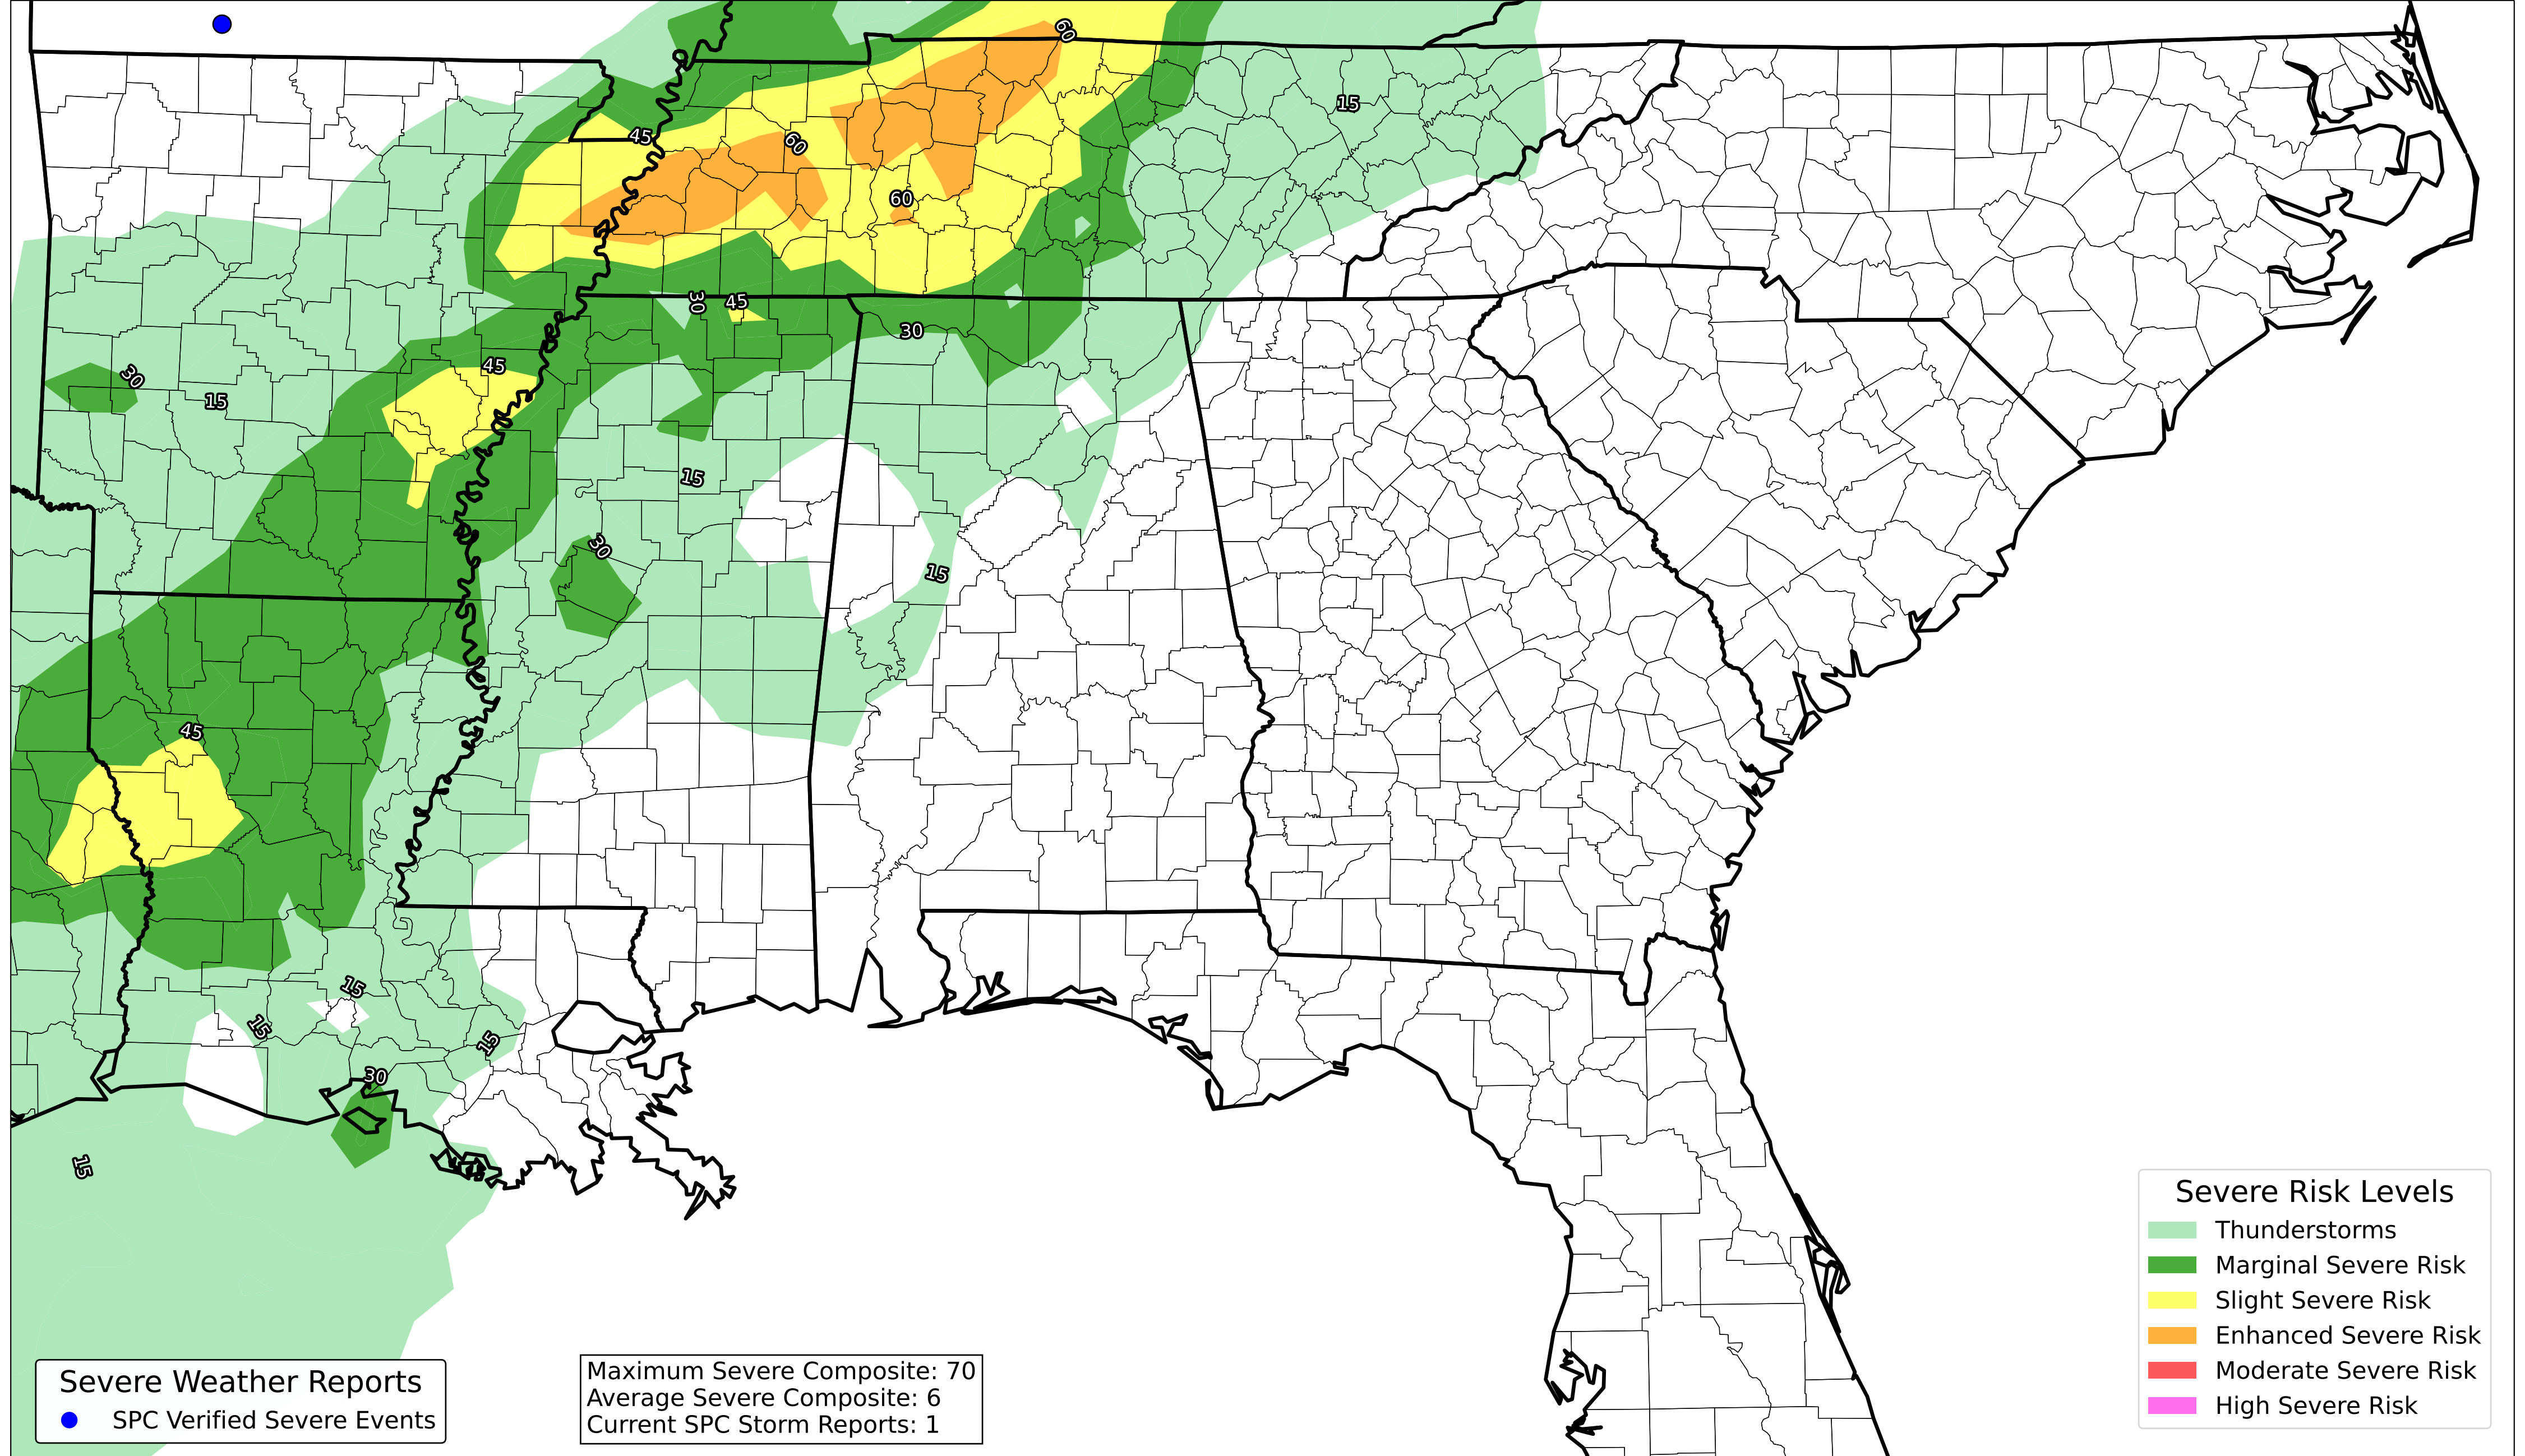 60
15
45
60
60
30
45
30
45
30
15
15
30
15
45
15
15
15
30
15
Severe Risk Levels
Thunderstorms
Marginal Severe Risk
Slight Severe Risk
Enhanced Severe Risk
Moderate Severe Risk
High Severe Risk
Severe Weather Reports
SPC Verified Severe Events
Maximum Severe Composite: 70
Average Severe Composite: 6
Current SPC Storm Reports: 1